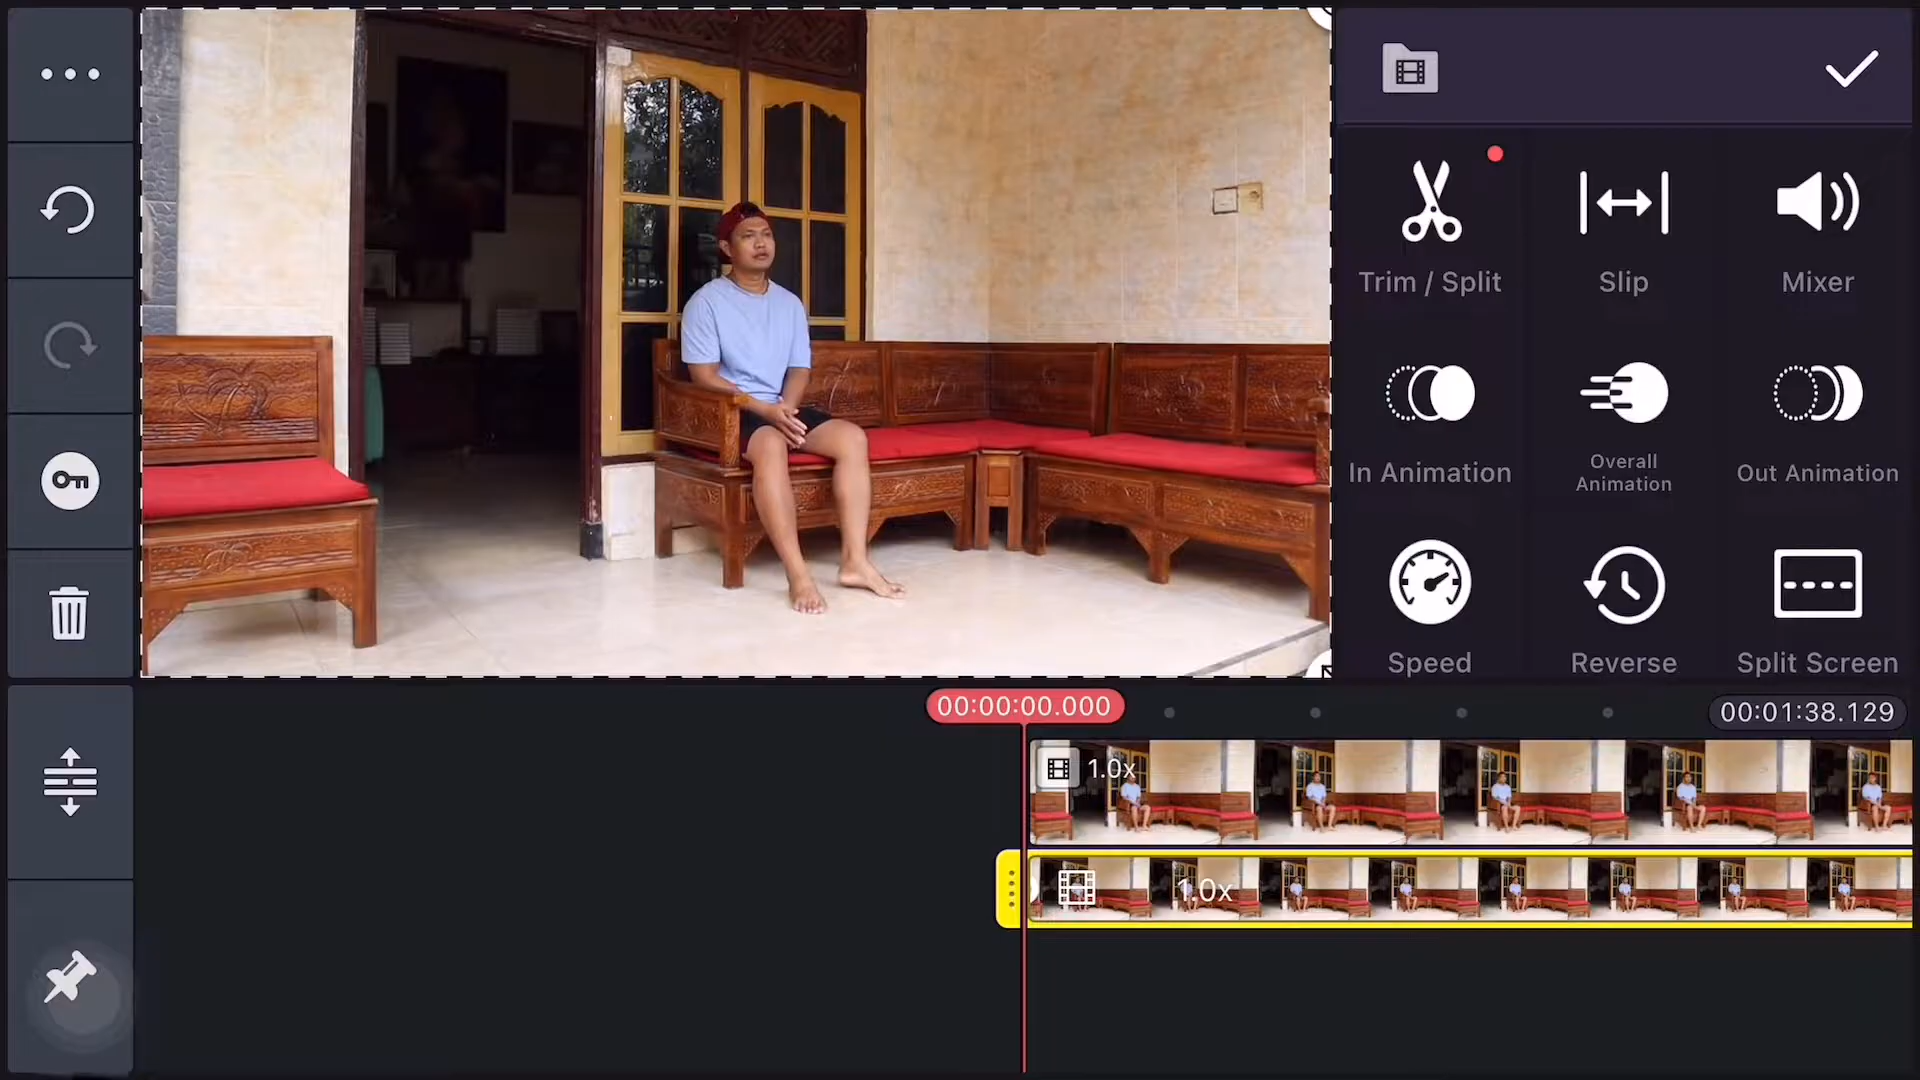 Trim / Split
Slip
Mixer
In Animation
Overall
Animation
Out Animation
Speed
Reverse
Split Screen
00:00:00.000
00:01:38.129
1.0x
1.0x